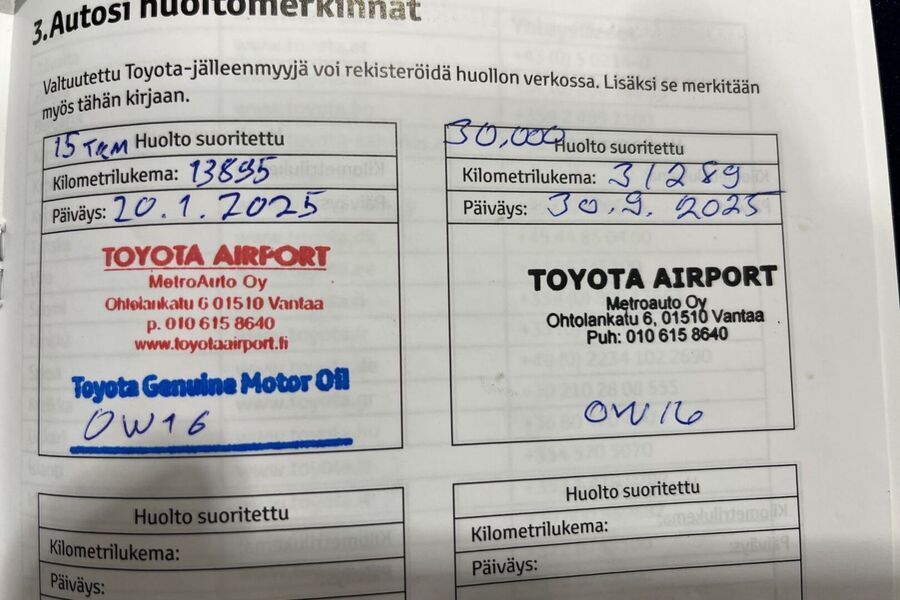 3. Autosi huoltomerkinnät
Valtuutettu Toyota-jälleenmyyjä voi rekisteröidä huollon verkossa. Lisäksi se merkitään
myös tähän kirjaan.
15 TKM Huolto suoritettu
Kilometrilukema: 13895
Päiväys: 20.1.2025
TOYOTA AIRPORT
MetroAuto Oy
Ohtolankatu 6 01510 Vantaa
p. 010 615 8640
www.toyotaairport.fi
Toyota Genuine Motor Oil
0W16
30,000 Huolto suoritettu
Kilometrilukema: 31289
Päiväys: 30.9.2025
TOYOTA AIRPORT
Metroauto Oy
Ohtolankatu 6, 01510 Vantaa
Puh: 010 615 8640
0W16
Huolto suoritettu
Kilometrilukema:
Päiväys:
Huolto suoritettu
Kilometrilukema:
Päiväys: